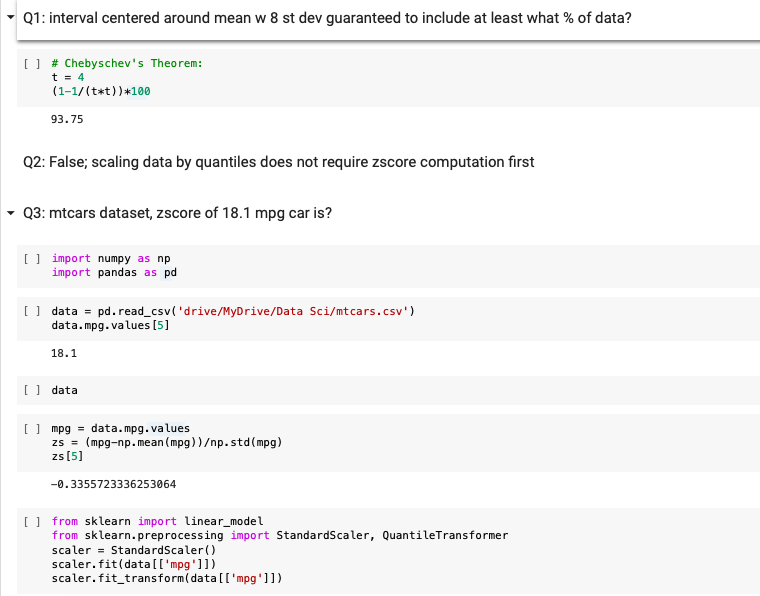 Q1: interval centered around mean w 8 st dev guaranteed to include at least what % of data?
[ ] # Chebyschev's Theorem:
t = 4
(1-1/(t*t))*100
93.75
Q2: False; scaling data by quantiles does not require zscore computation first
Q3: mtcars dataset, zscore of 18.1 mpg car is?
[ ] import numpy as np
import pandas as pd
[ ] data = pd.read_csv('drive/MyDrive/Data Sci/mtcars.csv')
data.mpg.values[5]
18.1
[ ] data
[ ] mpg = data.mpg.values
zs = (mpg-np.mean(mpg))/np.std(mpg)
zs[5]
-0.3355723336253064
[ ] from sklearn import linear_model
from sklearn.preprocessing import StandardScaler, QuantileTransformer
scaler = StandardScaler()
scaler.fit(data[['mpg']])
scaler.fit_transform(data[['mpg']])